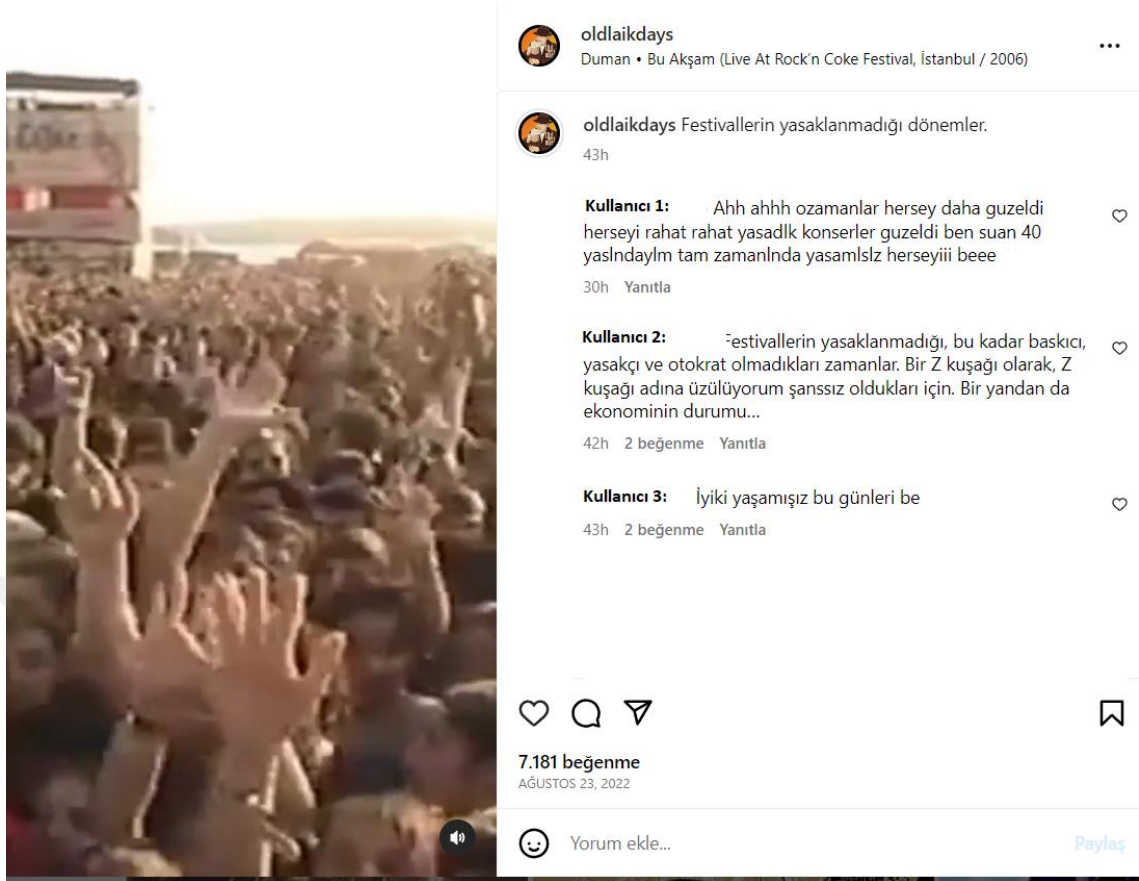 oldlaikdays
Duman • Bu Akşam (Live At Rock'n Coke Festival, İstanbul / 2006)
oldlaikdays Festivallerin yasaklanmadığı dönemler.
43h
Kullanıcı 1: Ahh ahhh ozamanlar hersey daha guzeldi
herseyi rahat rahat yasadlk konserler guzeldi ben suan 40
yaslndaylm tam zamanlnda yasamlslz herseyiii beee
30h Yanıtla
Kullanıcı 2: Festivallerin yasaklanmadığı, bu kadar baskıcı,
yasakçı ve otokrat olmadıkları zamanlar. Bir Z kuşağı olarak, Z
kuşağı adına üzülüyorum şanssız oldukları için. Bir yandan da
ekonominin durumu...
42h 2 beğenme Yanıtla
Kullanıcı 3: İyiki yaşamışız bu günleri be
43h 2 beğenme Yanıtla
7.181 beğenme
AĞUSTOS 23, 2022
Yorum ekle...
Paylaş